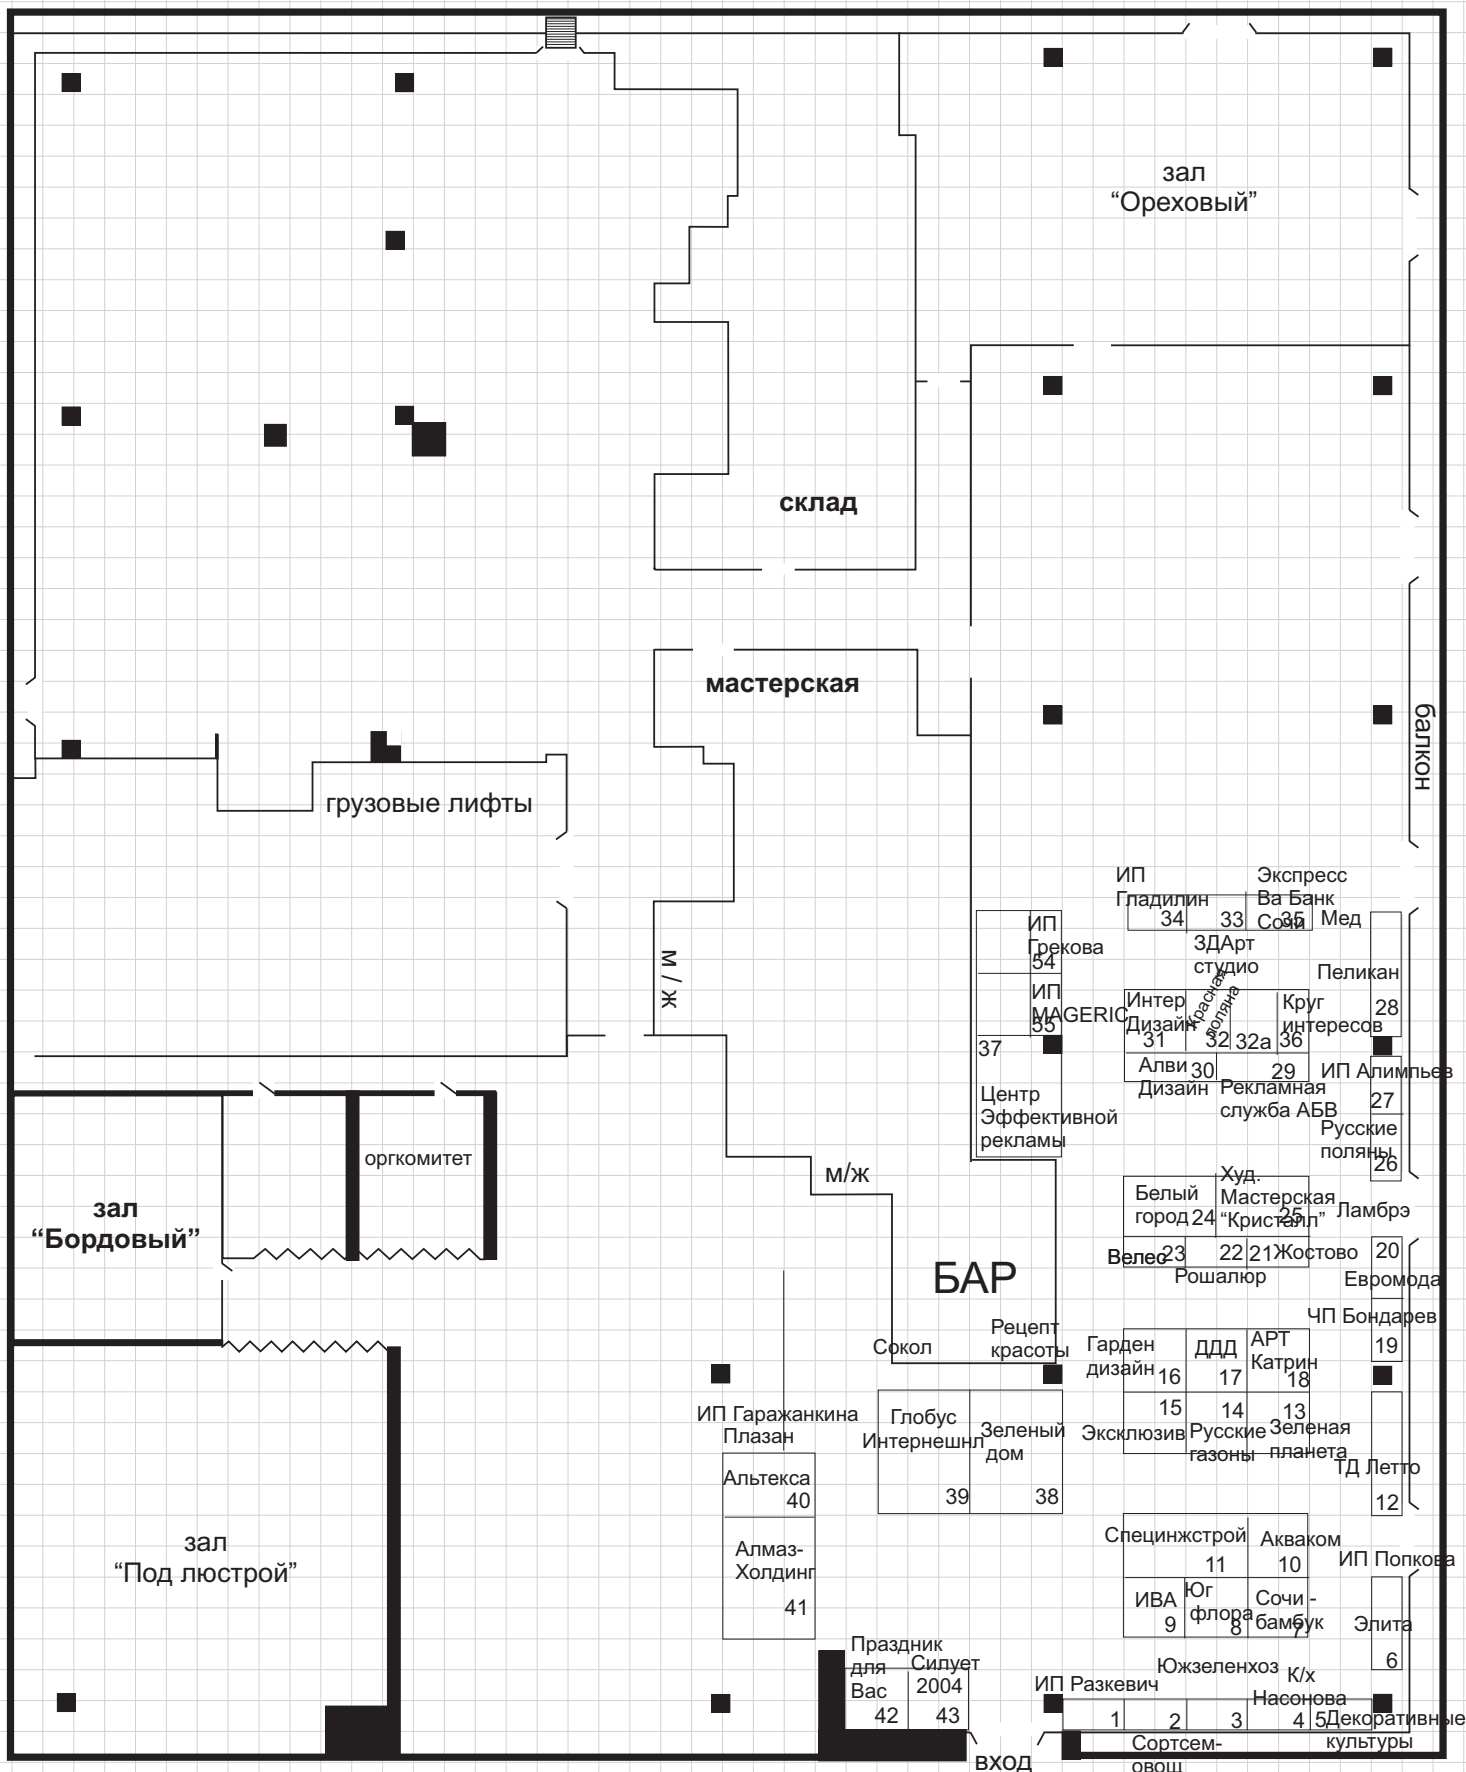 зал
“Ореховый”
склад
мастерская
балкон
грузовые лифты
м / ж
ИП
Гладилин
34
33
Экспресс
Ва Банк
Сочи
35
Мед
ЗДАрт
студио
Пеликан
28
ИП
Грекова
54
ИП
MAGERIC
55
37
Центр
Эффективной
рекламы
Интер
Дизайн
31
Красная
поляна
32
32а
Круг
интересов
36
Алви
Дизайн
30
29
Рекламная
служба АБВ
ИП Алимпьев
27
Русские
поляны
26
оргкомитет
зал
“Бордовый”
м/ж
БАР
Белый
город
24
Худ.
Мастерская
“Кристалл”
25
Ламбрэ
Велес
23
22
21
Жостово
20
Рошалюр
Евромода
ЧП Бондарев
19
Сокол
Рецепт
красоты
Гарден
дизайн
16
ДДД
17
АРТ
Катрин
18
15
14
13
Эксклюзив
Русские
газоны
Зеленая
планета
ТД Летто
12
ИП Гаражанкина
Плазан
Альтекса
40
Алмаз-
Холдинг
41
Глобус
Интернешнл
39
Зеленый
дом
38
зал
“Под люстрой”
Специнжстрой
11
Акваком
10
ИП Попкова
ИВА
9
Юг
флора
8
Сочи -
бамбук
7
Элита
6
Праздник
для
Вас
42
Силует
2004
43
ИП Разкевич
Южзеленхоз
К/х
Насонова
1
2
3
4
5
Декоративные
культуры
Сортсем-
овощ
вход